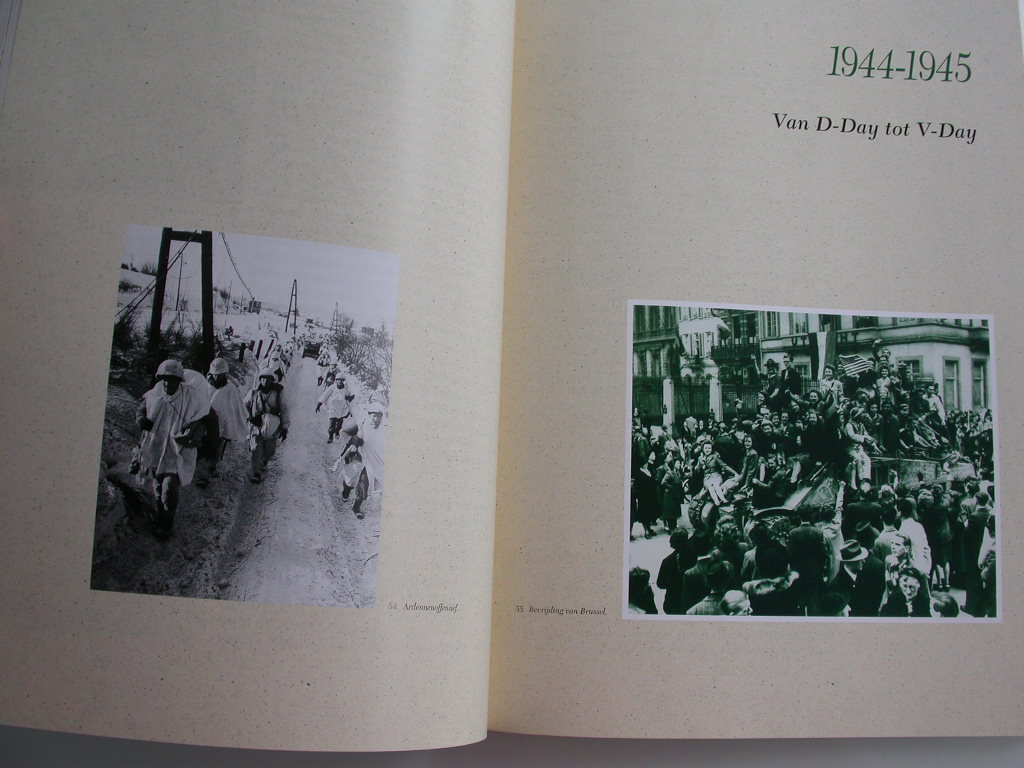 54. Ardennenoffensief.
1944-1945
Van D-Day tot V-Day
55. Bevrijding van Brussel